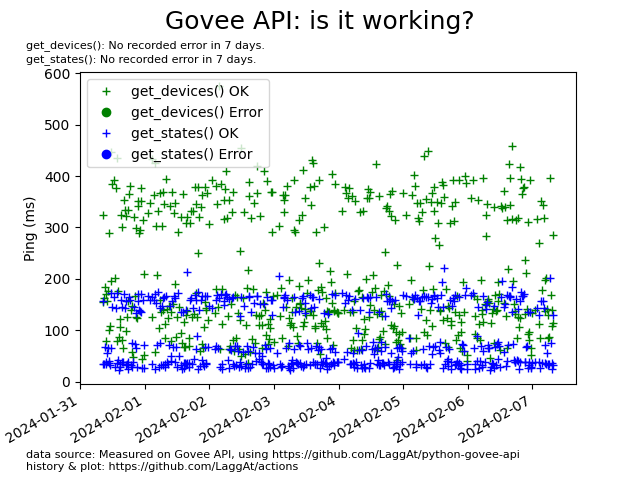 Govee API: is it working?
get_devices(): No recorded error in 7 days.
get_states(): No recorded error in 7 days.
600
500
400
300
200
100
0
Ping (ms)
get_devices() OK
get_devices() Error
get_states() OK
get_states() Error
2024-01-31
2024-02-01
2024-02-02
2024-02-03
2024-02-04
2024-02-05
2024-02-06
2024-02-07
data source: Measured on Govee API, using https://github.com/LaggAt/python-govee-api
history & plot: https://github.com/LaggAt/actions